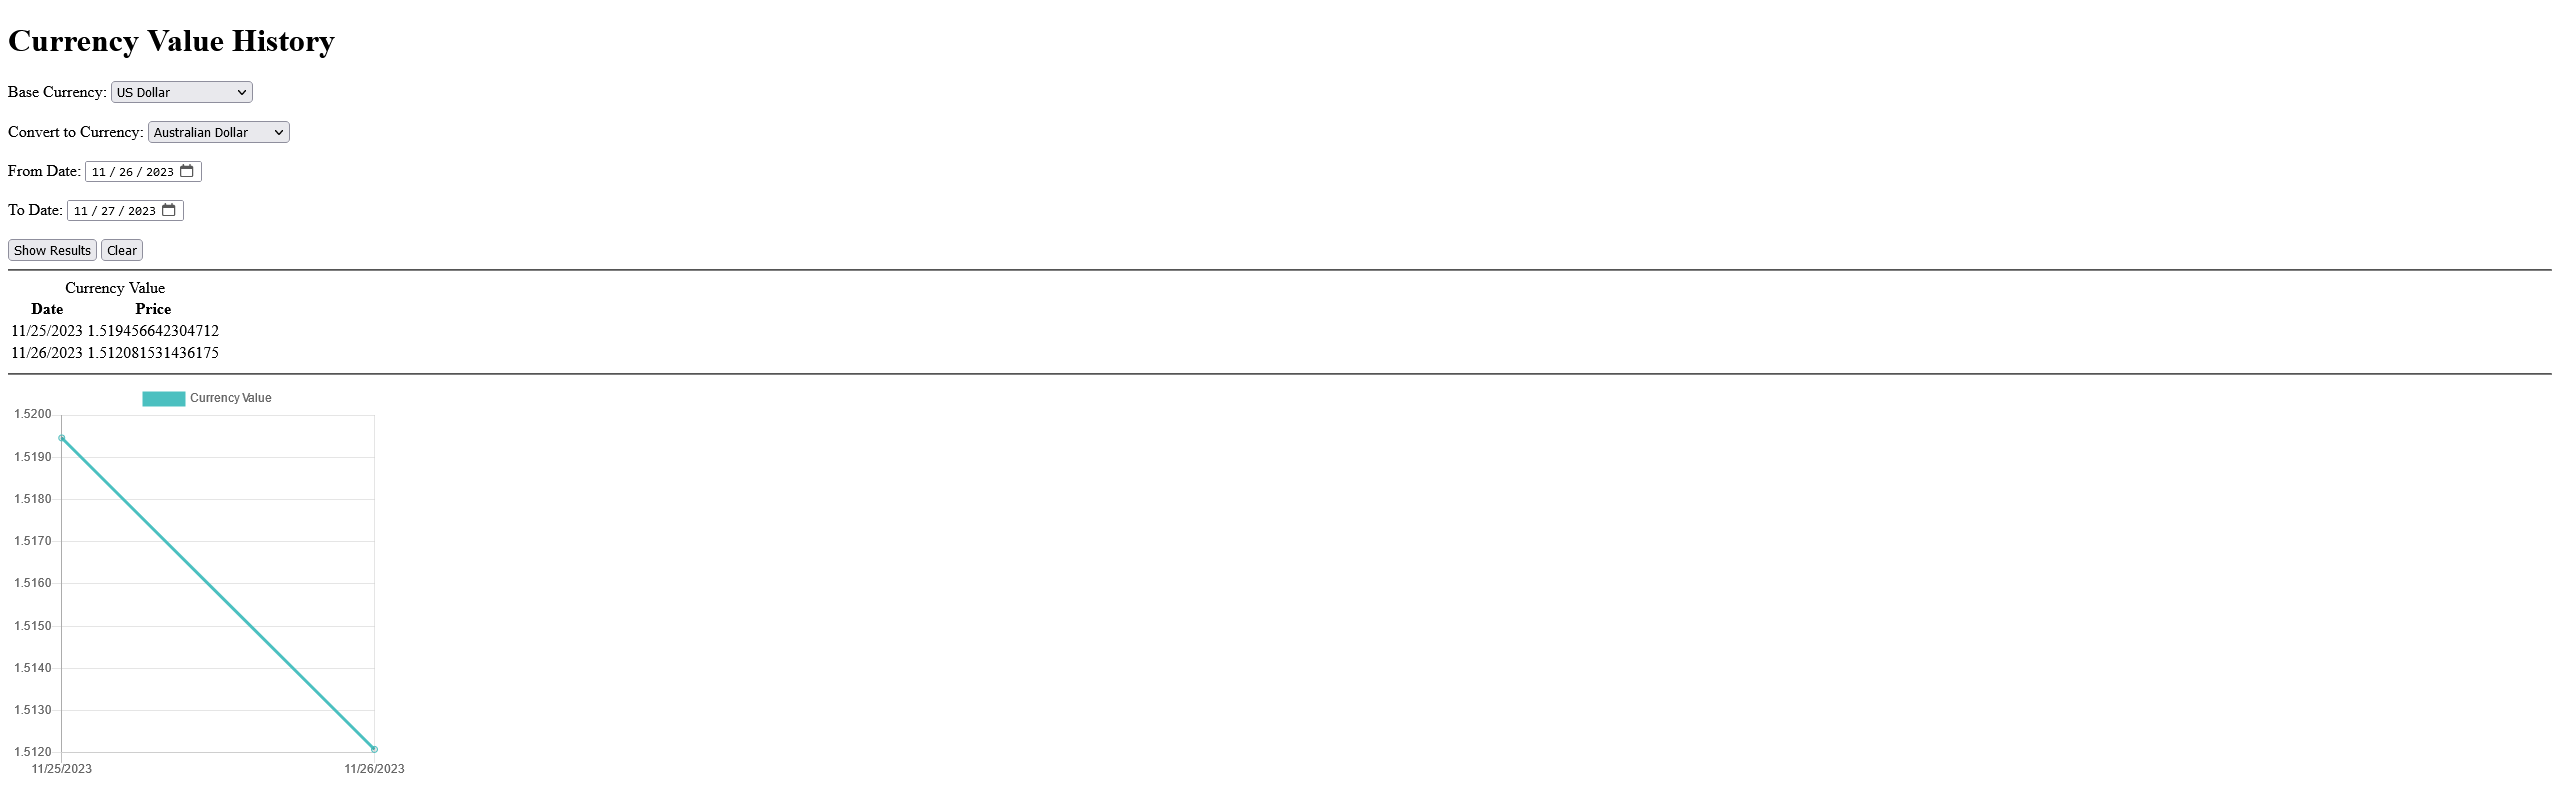 Currency Value History
Base Currency: US Dollar
Convert to Currency: Australian Dollar
From Date: 11 / 26 / 2023
To Date: 11 / 27 / 2023
Show Results Clear
Currency Value
Date Price
11/25/2023 1.519456642304712
11/26/2023 1.512081531436175
Currency Value
1.5200
1.5190
1.5180
1.5170
1.5160
1.5150
1.5140
1.5130
1.5120
11/25/2023 11/26/2023